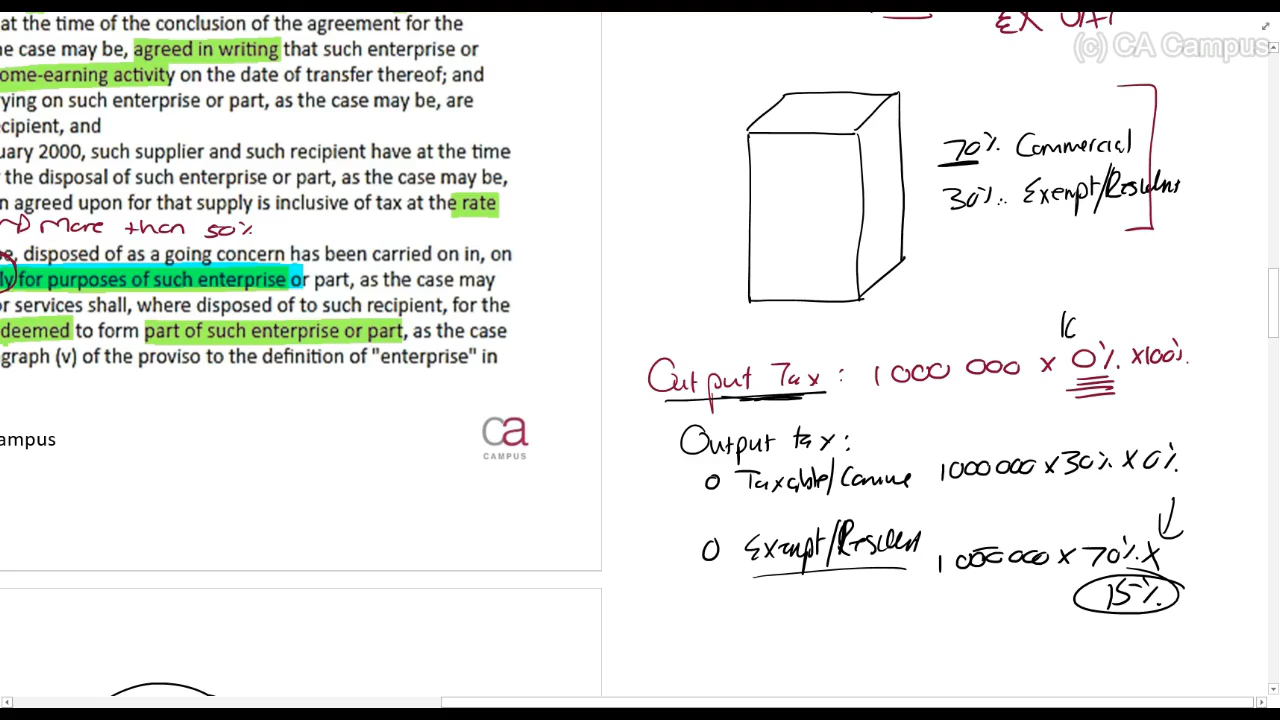 at the time of the conclusion of the agreement for the
he case may be, agreed in writing that such enterprise or
ome-earning activity on the date of transfer thereof; and
rying on such enterprise or part, as the case may be, are
cipient, and
uary 2000, such supplier and such recipient have at the time
r the disposal of such enterprise or part, as the case may be,
n agreed upon for that supply is inclusive of tax at the rate
More than 50%
e, disposed of as a going concern has been carried on in, on
ly for purposes of such enterprise or part, as the case may
or services shall, where disposed of to such recipient, for the
deemed to form part of such enterprise or part, as the case
graph (v) of the proviso to the definition of "enterprise" in
ampus
ca
CAMPUS
(c) CA Campus
70% Commercial
30% Exempt/
Output Tax : 1 000 000 x 0% x100%
Output tax :
Taxable/ 1000 000 x 30% x 0%
Exempt/ 1 000 000 x 70% x
15%